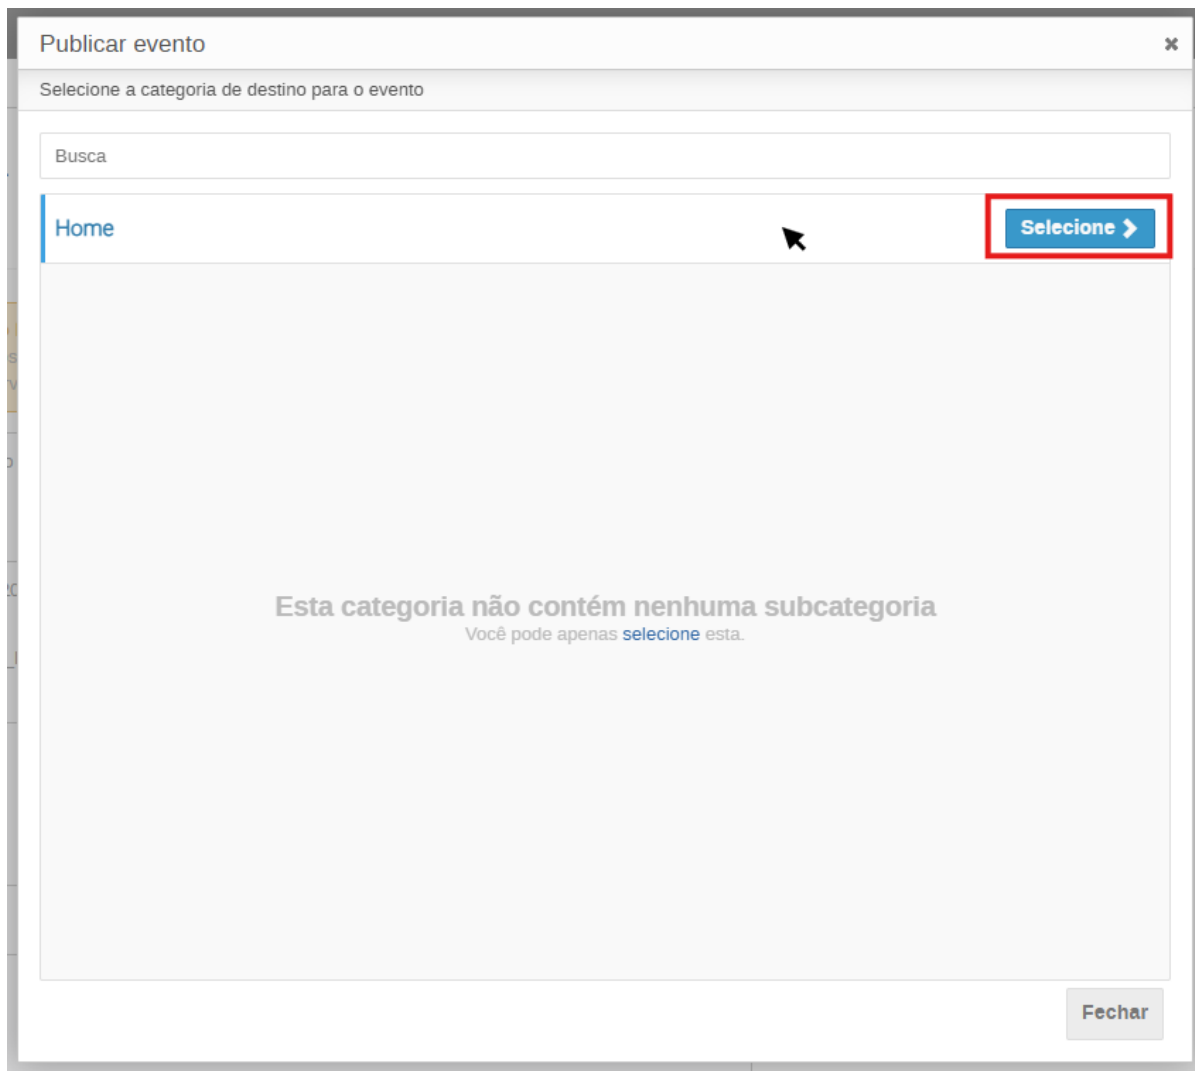 Publicar evento
Selecione a categoria de destino para o evento
Busca
Home
Selecione
Esta categoria não contém nenhuma subcategoria
Você pode apenas selecione esta.
Fechar